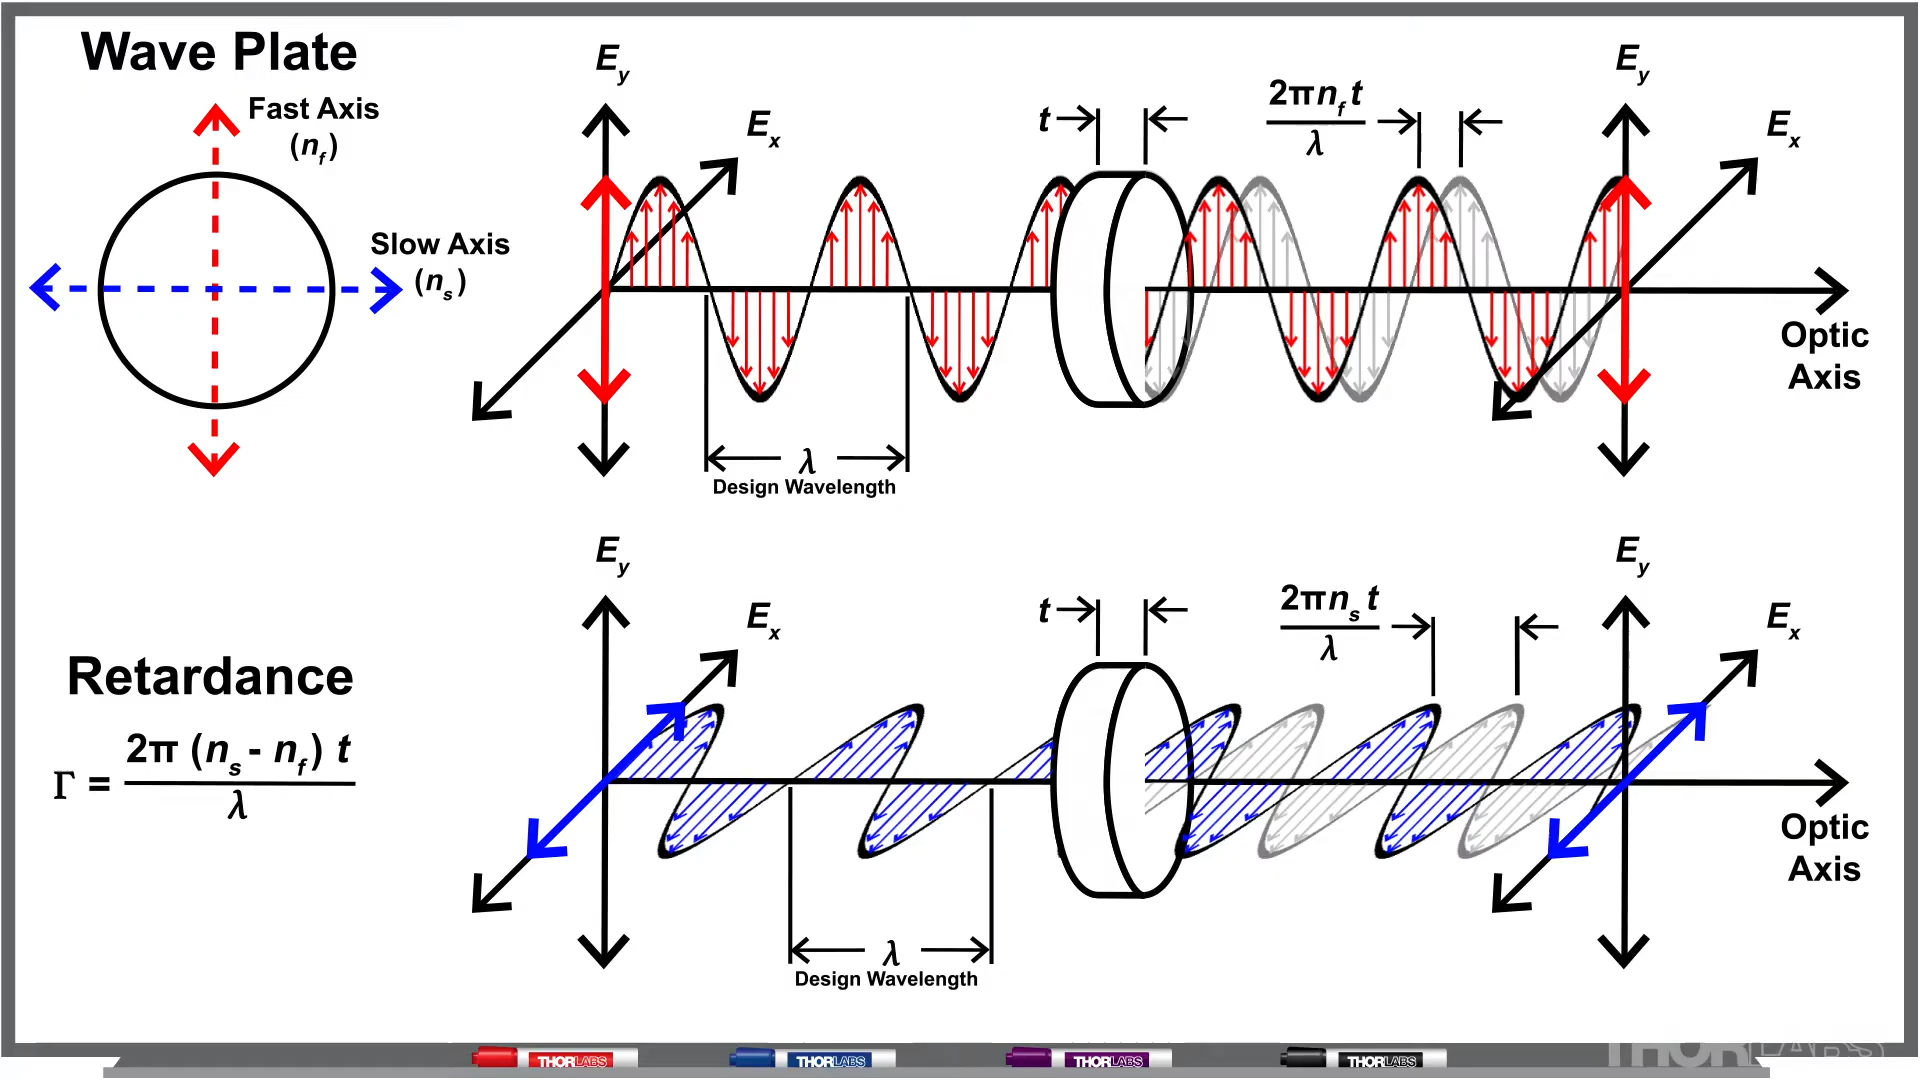 Wave Plate
Fast Axis
(n_f)
Slow Axis
(n_s)
E_y
E_x
t
2πn_f t
λ
E_y
E_x
Optic
Axis
λ
Design Wavelength
Retardance
Γ = 2π (n_s - n_f) t
λ
E_y
E_x
t
2πn_s t
λ
E_y
E_x
Optic
Axis
λ
Design Wavelength
THORLABS
THORLABS
THORLABS
THORLABS
THORLABS